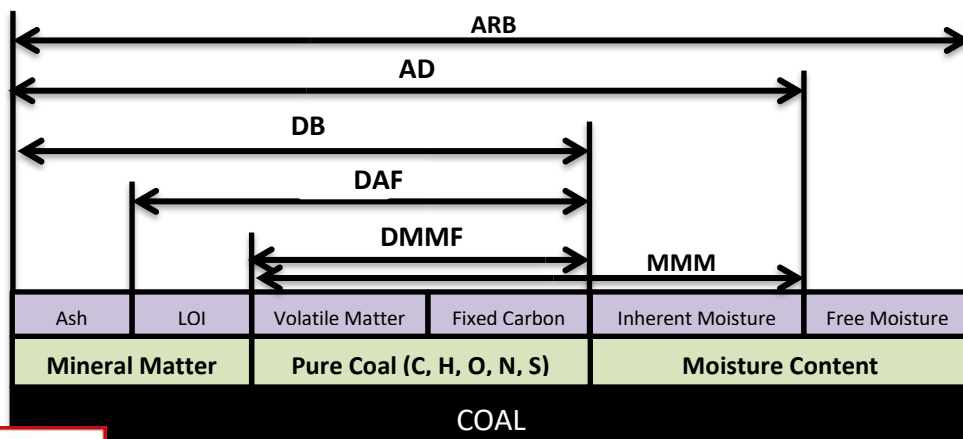 ARB
AD
DB
DAF
DMMF
MMM
Ash LOI Volatile Matter Fixed Carbon Inherent Moisture Free Moisture
Mineral Matter Pure Coal (C, H, O, N, S) Moisture Content
COAL